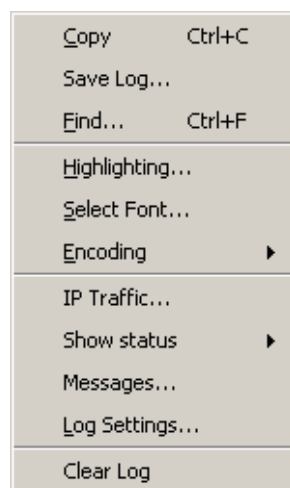 Copy Ctrl+C
Save Log...
Find... Ctrl+F
Highlighting...
Select Font...
Encoding
IP Traffic...
Show status
Messages...
Log Settings...
Clear Log